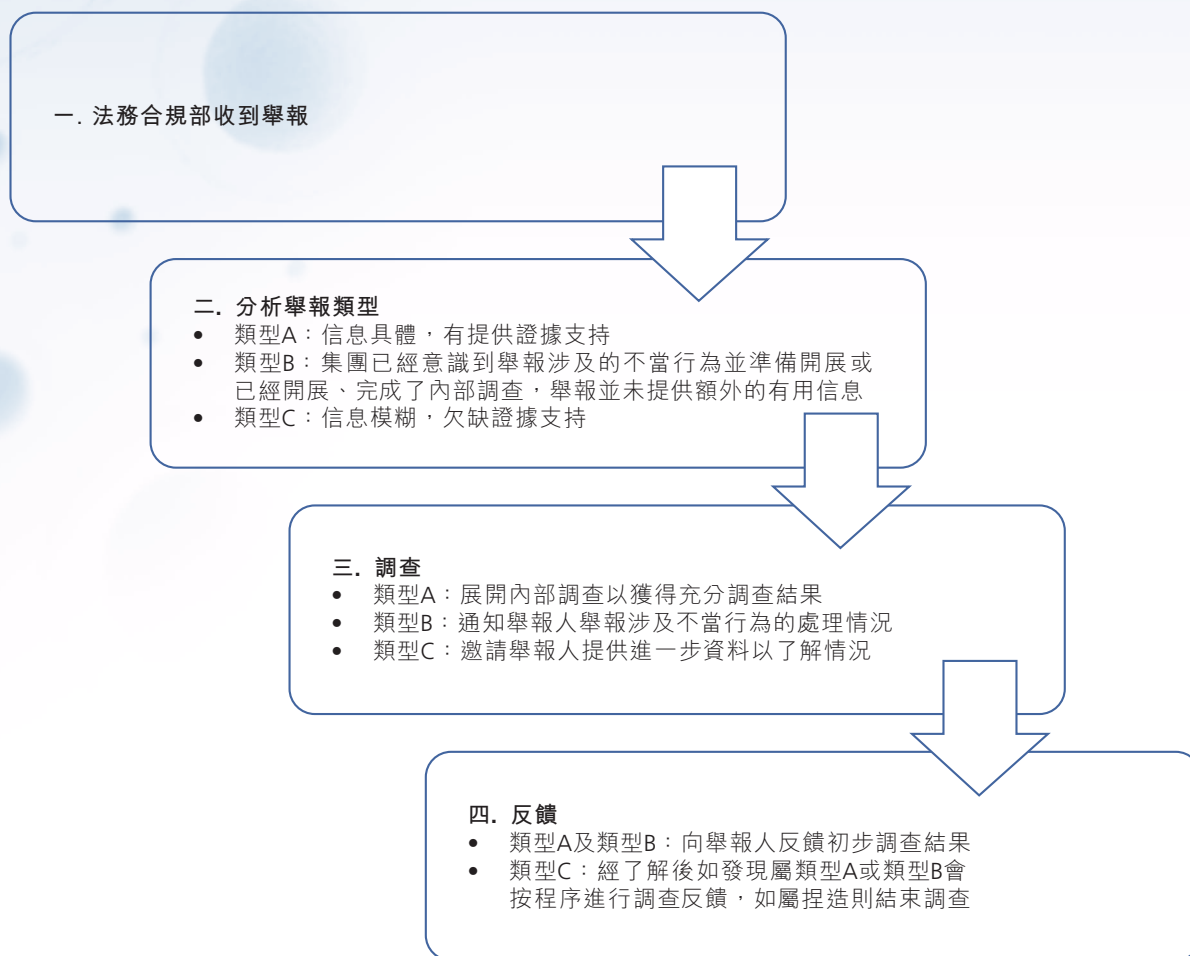 一. 法務合規部收到舉報
二. 分析舉報類型
• 類型A：信息具體，有提供證據支持
• 類型B：集團已經意識到舉報涉及的不當行為並準備開展或
已經開展、完成了內部調查，舉報並未提供額外的有用信息
• 類型C：信息模糊，欠缺證據支持
三. 調查
• 類型A：展開內部調查以獲得充分調查結果
• 類型B：通知舉報人舉報涉及不當行為的處理情況
• 類型C：邀請舉報人提供進一步資料以了解情況
四. 反饋
• 類型A及類型B：向舉報人反饋初步調查結果
• 類型C：經了解後如發現屬類型A或類型B會
按程序進行調查反饋，如屬捏造則結束調查